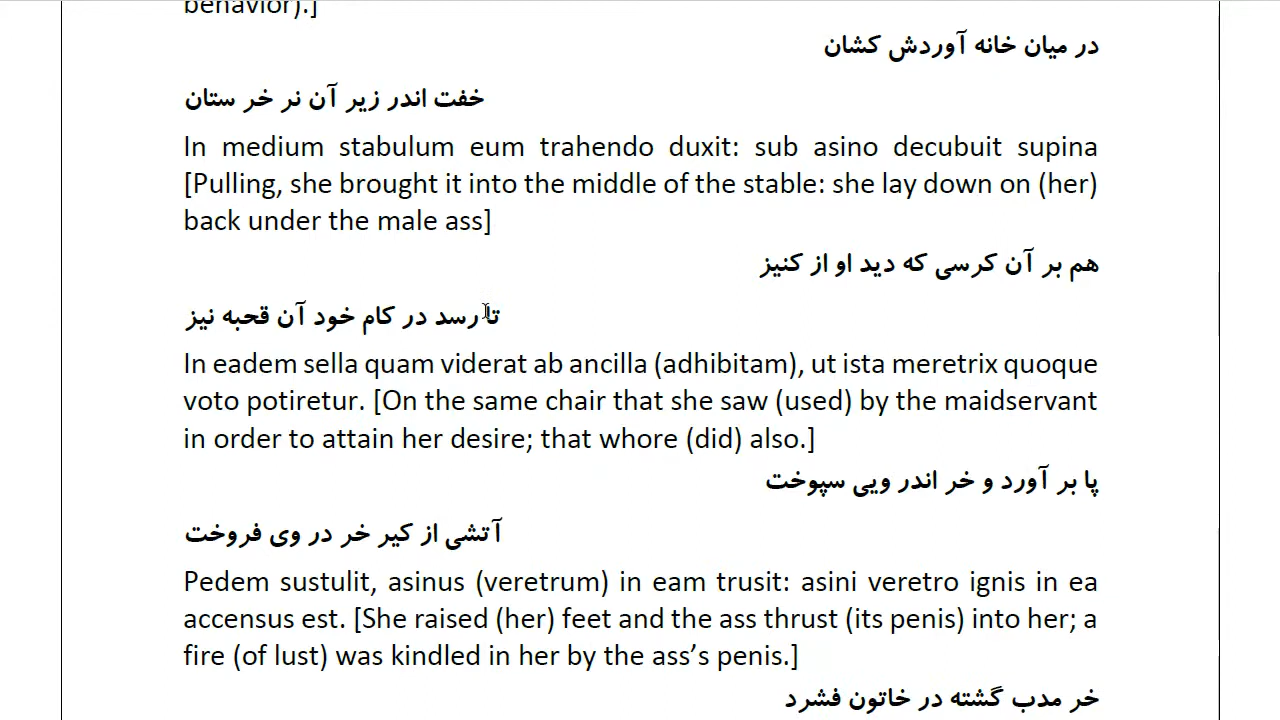 behavior).]
در میان خانه آوردش کشان
خفت اندر زیر آن نر خر ستان
In medium stabulum eum trahendo duxit: sub asino decubuit supina
[Pulling, she brought it into the middle of the stable: she lay down on (her)
back under the male ass]
هم بر آن کرسی که دید او از کنیز
تا رسد در کام خود آن قحبه نیز
In eadem sella quam viderat ab ancilla (adhibitam), ut ista meretrix quoque
voto potiretur. [On the same chair that she saw (used) by the maidservant
in order to attain her desire; that whore (did) also.]
پا بر آورد و خر اندر ویی سپوخت
آتشی از کیر خر در وی فروخت
Pedem sustulit, asinus (veretrum) in eam trusit: asini veretro ignis in ea
accensus est. [She raised (her) feet and the ass thrust (its penis) into her; a
fire (of lust) was kindled in her by the ass’s penis.]
خر مدب گشته در خاتون فشرد